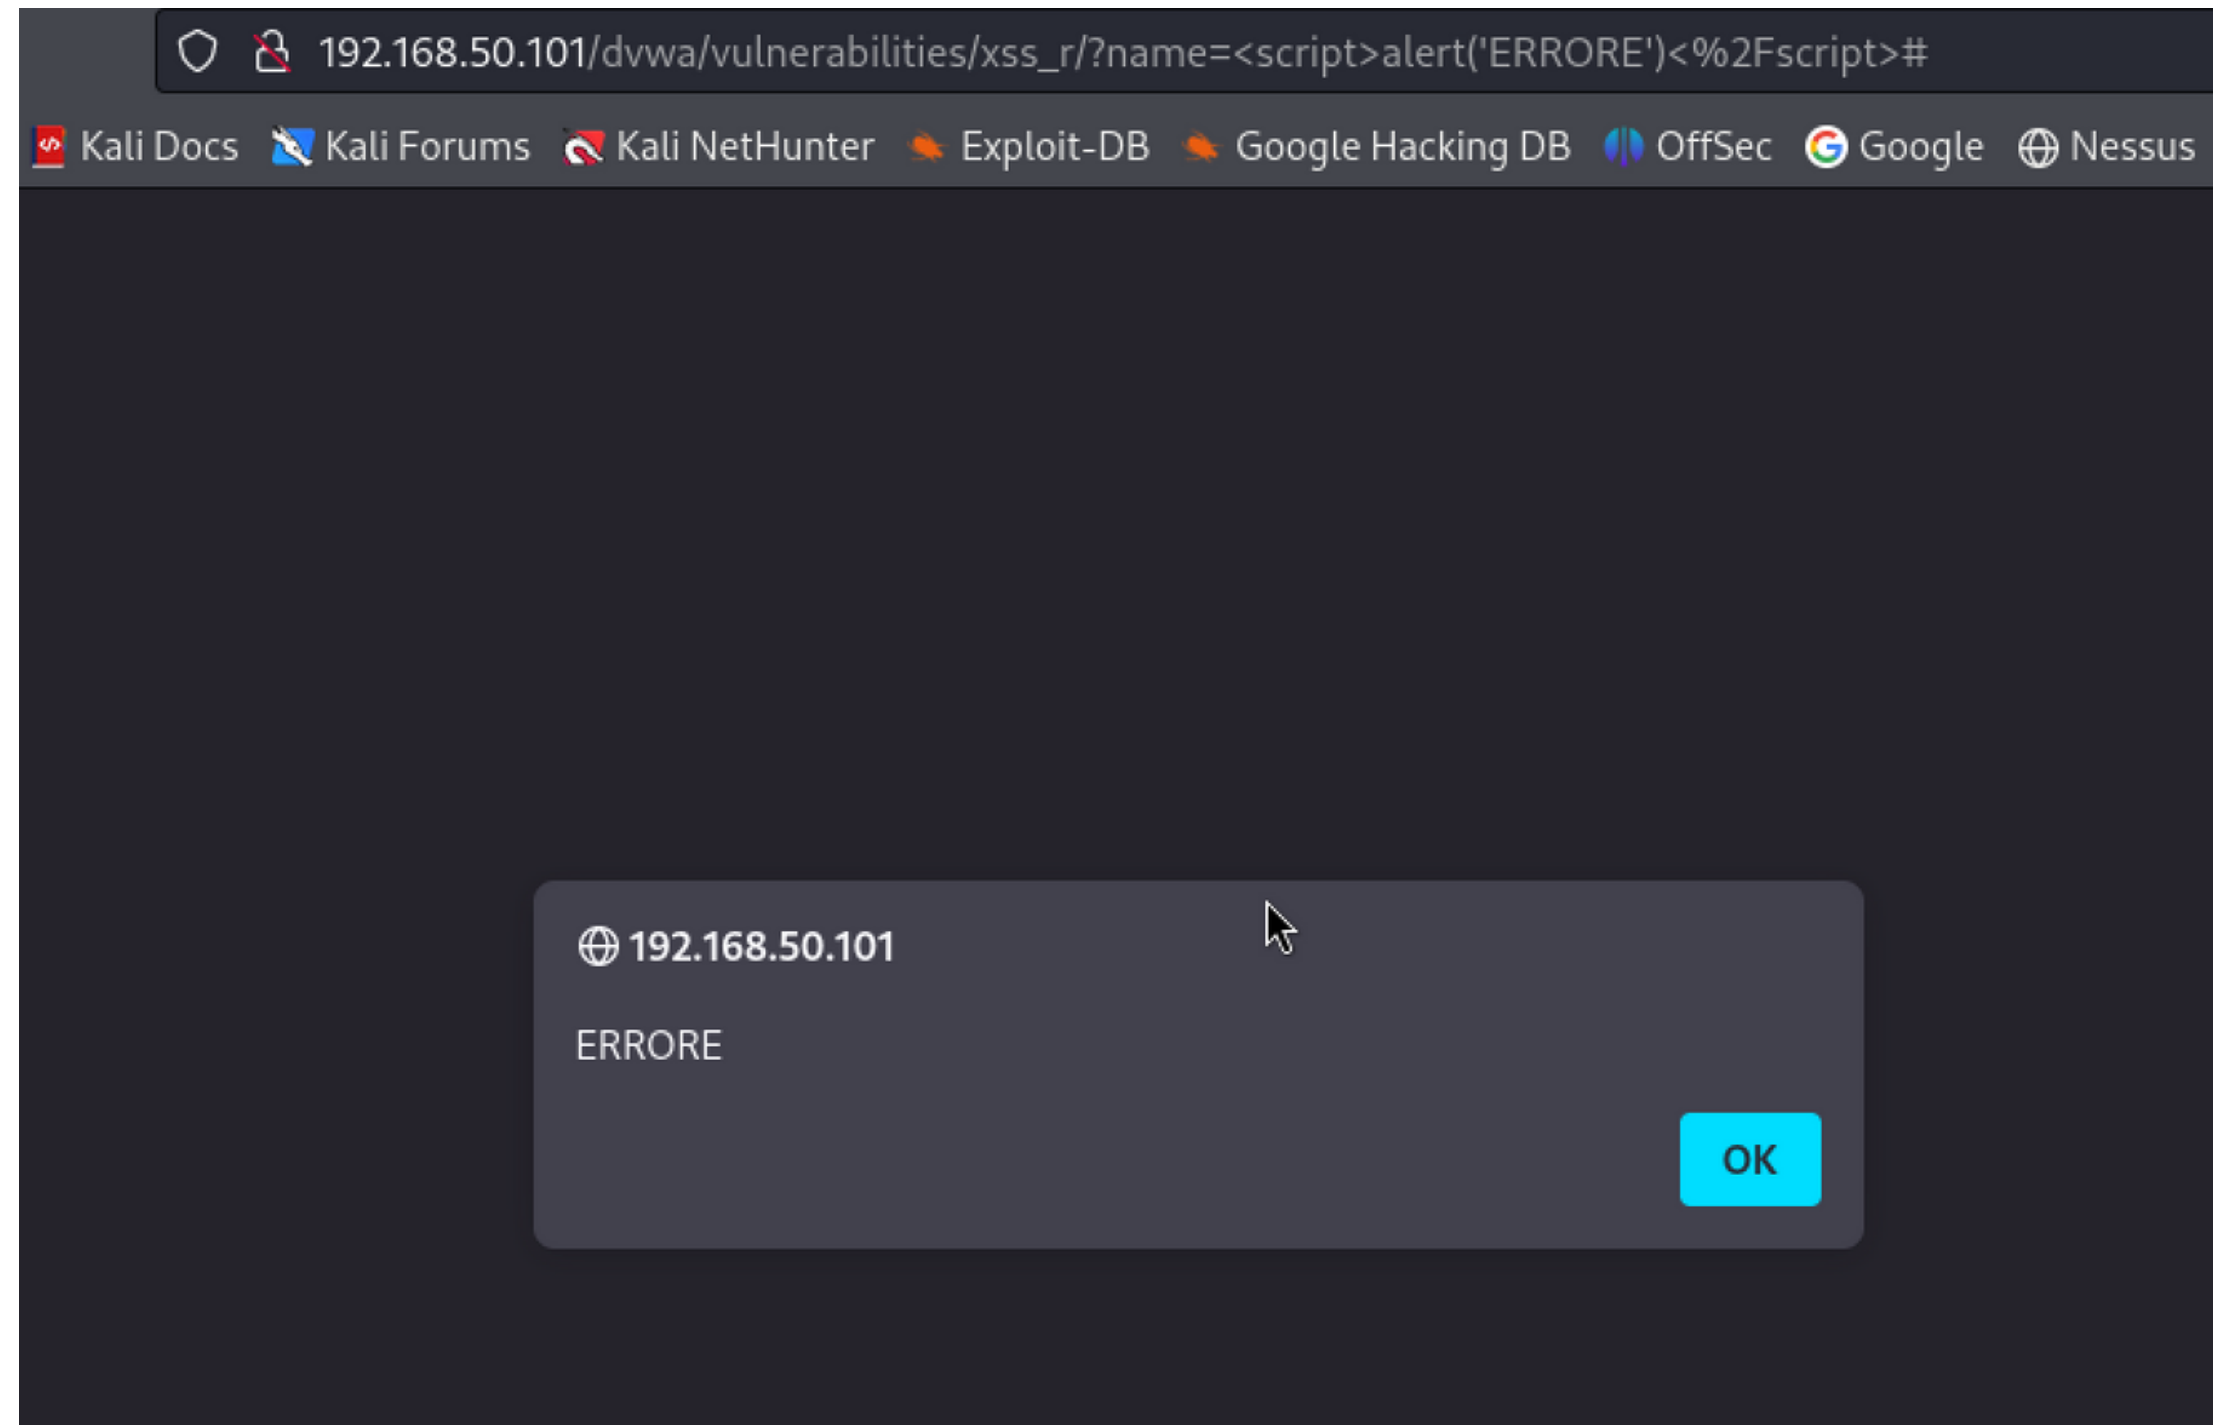 192.168.50.101/dvwa/vulnerabilities/xss_r/?name=<script>alert('ERRORE')<%2Fscript>#
Kali Docs Kali Forums Kali NetHunter Exploit-DB Google Hacking DB OffSec Google Nessus
192.168.50.101
ERRORE
OK